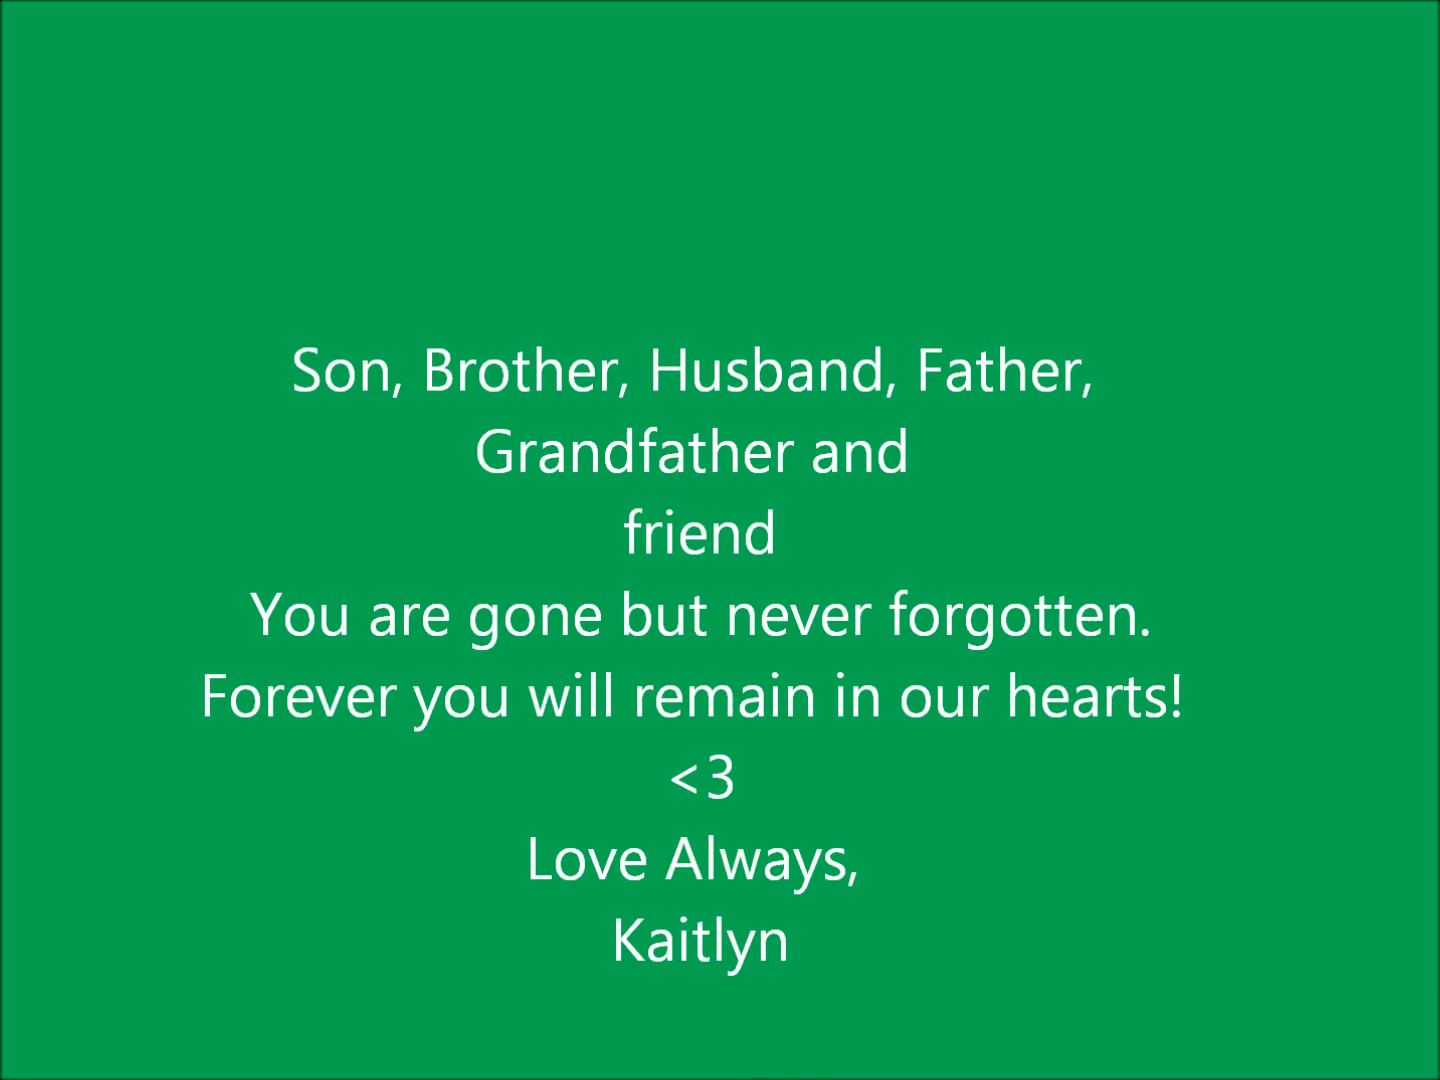 Son, Brother, Husband, Father,
Grandfather and
friend
You are gone but never forgotten.
Forever you will remain in our hearts!
<3
Love Always,
Kaitlyn